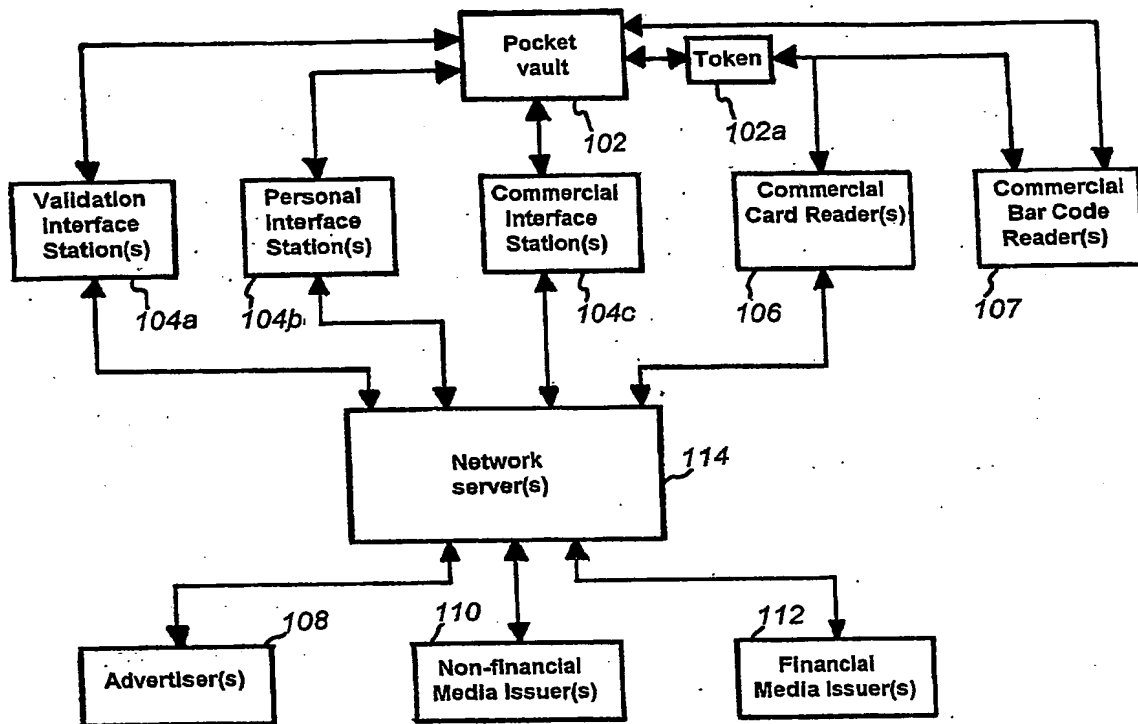 Pocket
vault
Token
102
102a
Validation
Interface
Station(s)
Personal
Interface
Station(s)
Commercial
Interface
Station(s)
Commercial
Card Reader(s)
Commercial
Bar Code
Reader(s)
104a
104b
104c
106
107
Network
server(s)
114
108
110
112
Advertiser(s)
Non-financial
Media Issuer(s)
Financial
Media Issuer(s)